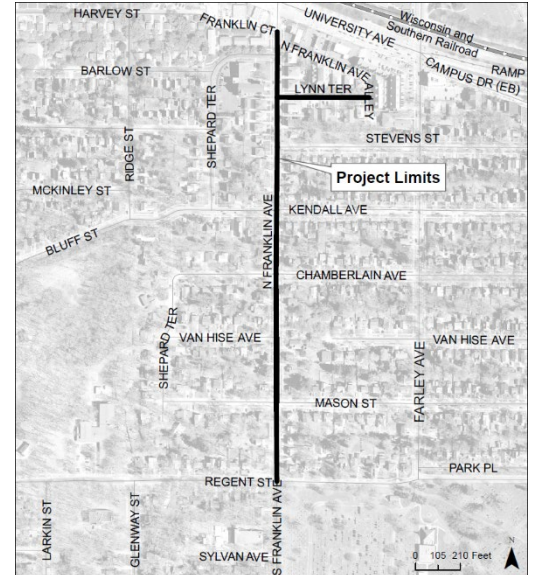 HARVEY ST
FRANKLIN CT
UNIVERSITY AVE
Wisconsin and
Southern Railroad
RAMP
CAMPUS DR (EB)
BARLOW ST
N FRANKLIN AVE
LYNN TER
ALLEY
SHEPARD TER
RIDGE ST
STEVENS ST
Project Limits
MCKINLEY ST
N FRANKLIN AVE
KENDALL AVE
BLUFF ST
CHAMBERLAIN AVE
SHEPARD TER
VAN HISE AVE
VAN HISE AVE
FARLEY AVE
MASON ST
PARK PL
REGENT ST
LARKIN ST
GLENWAY ST
S FRANKLIN AVE
SYLVAN AVE
N
0 105 210 Feet